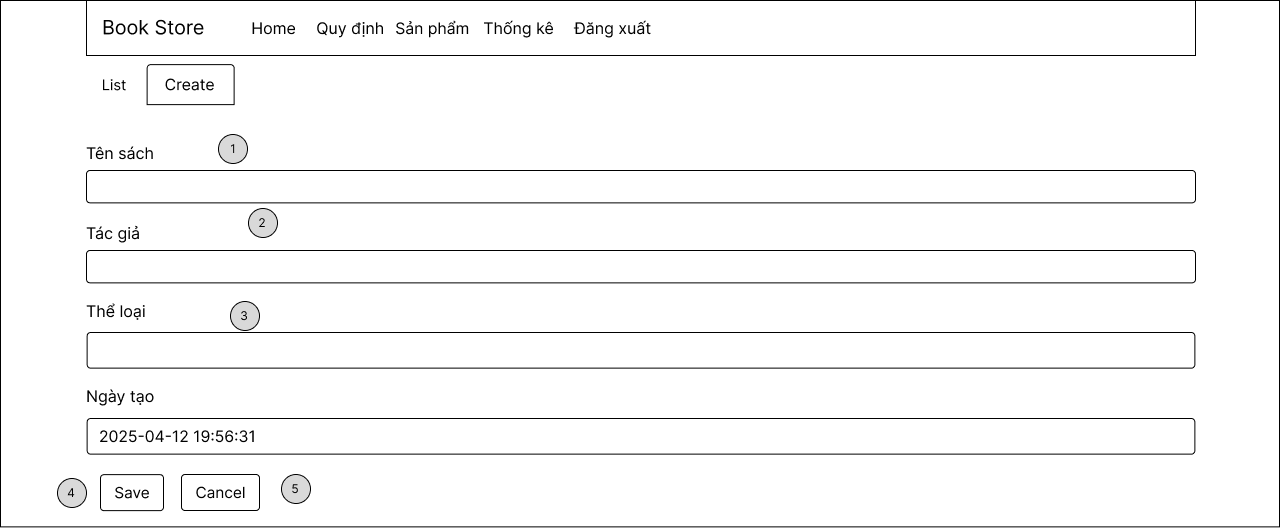 Book Store Home Quy định Sản phẩm Thống kê Đăng xuất
List Create
Tên sách 1
2
Tác giả
Thể loại 3
Ngày tạo
2025-04-12 19:56:31
4 Save Cancel 5